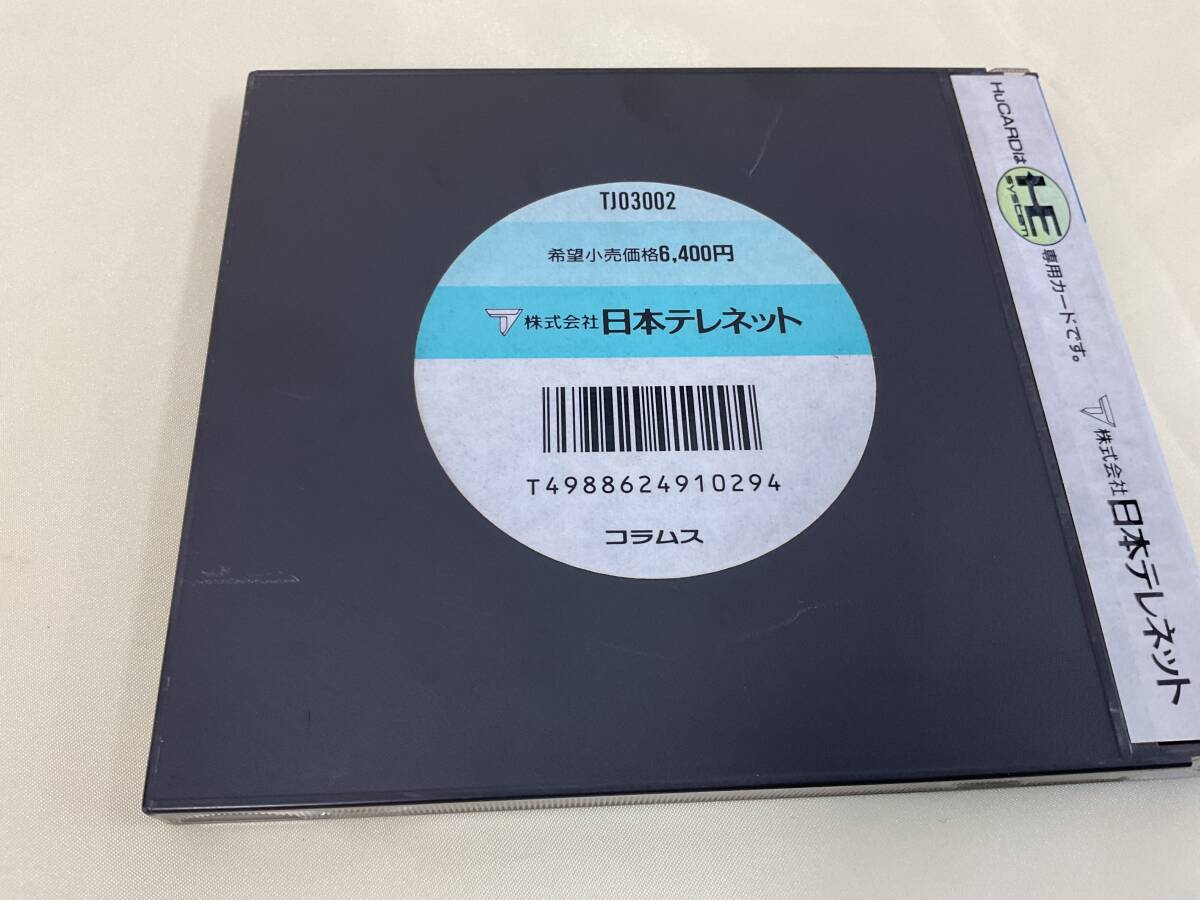 TJ03002
希望小売価格6,400円
株式会社 日本テレネット
T4988624910294
コラムス
HuCARDは HE system 専用カードです。
株式会社 日本テレネット